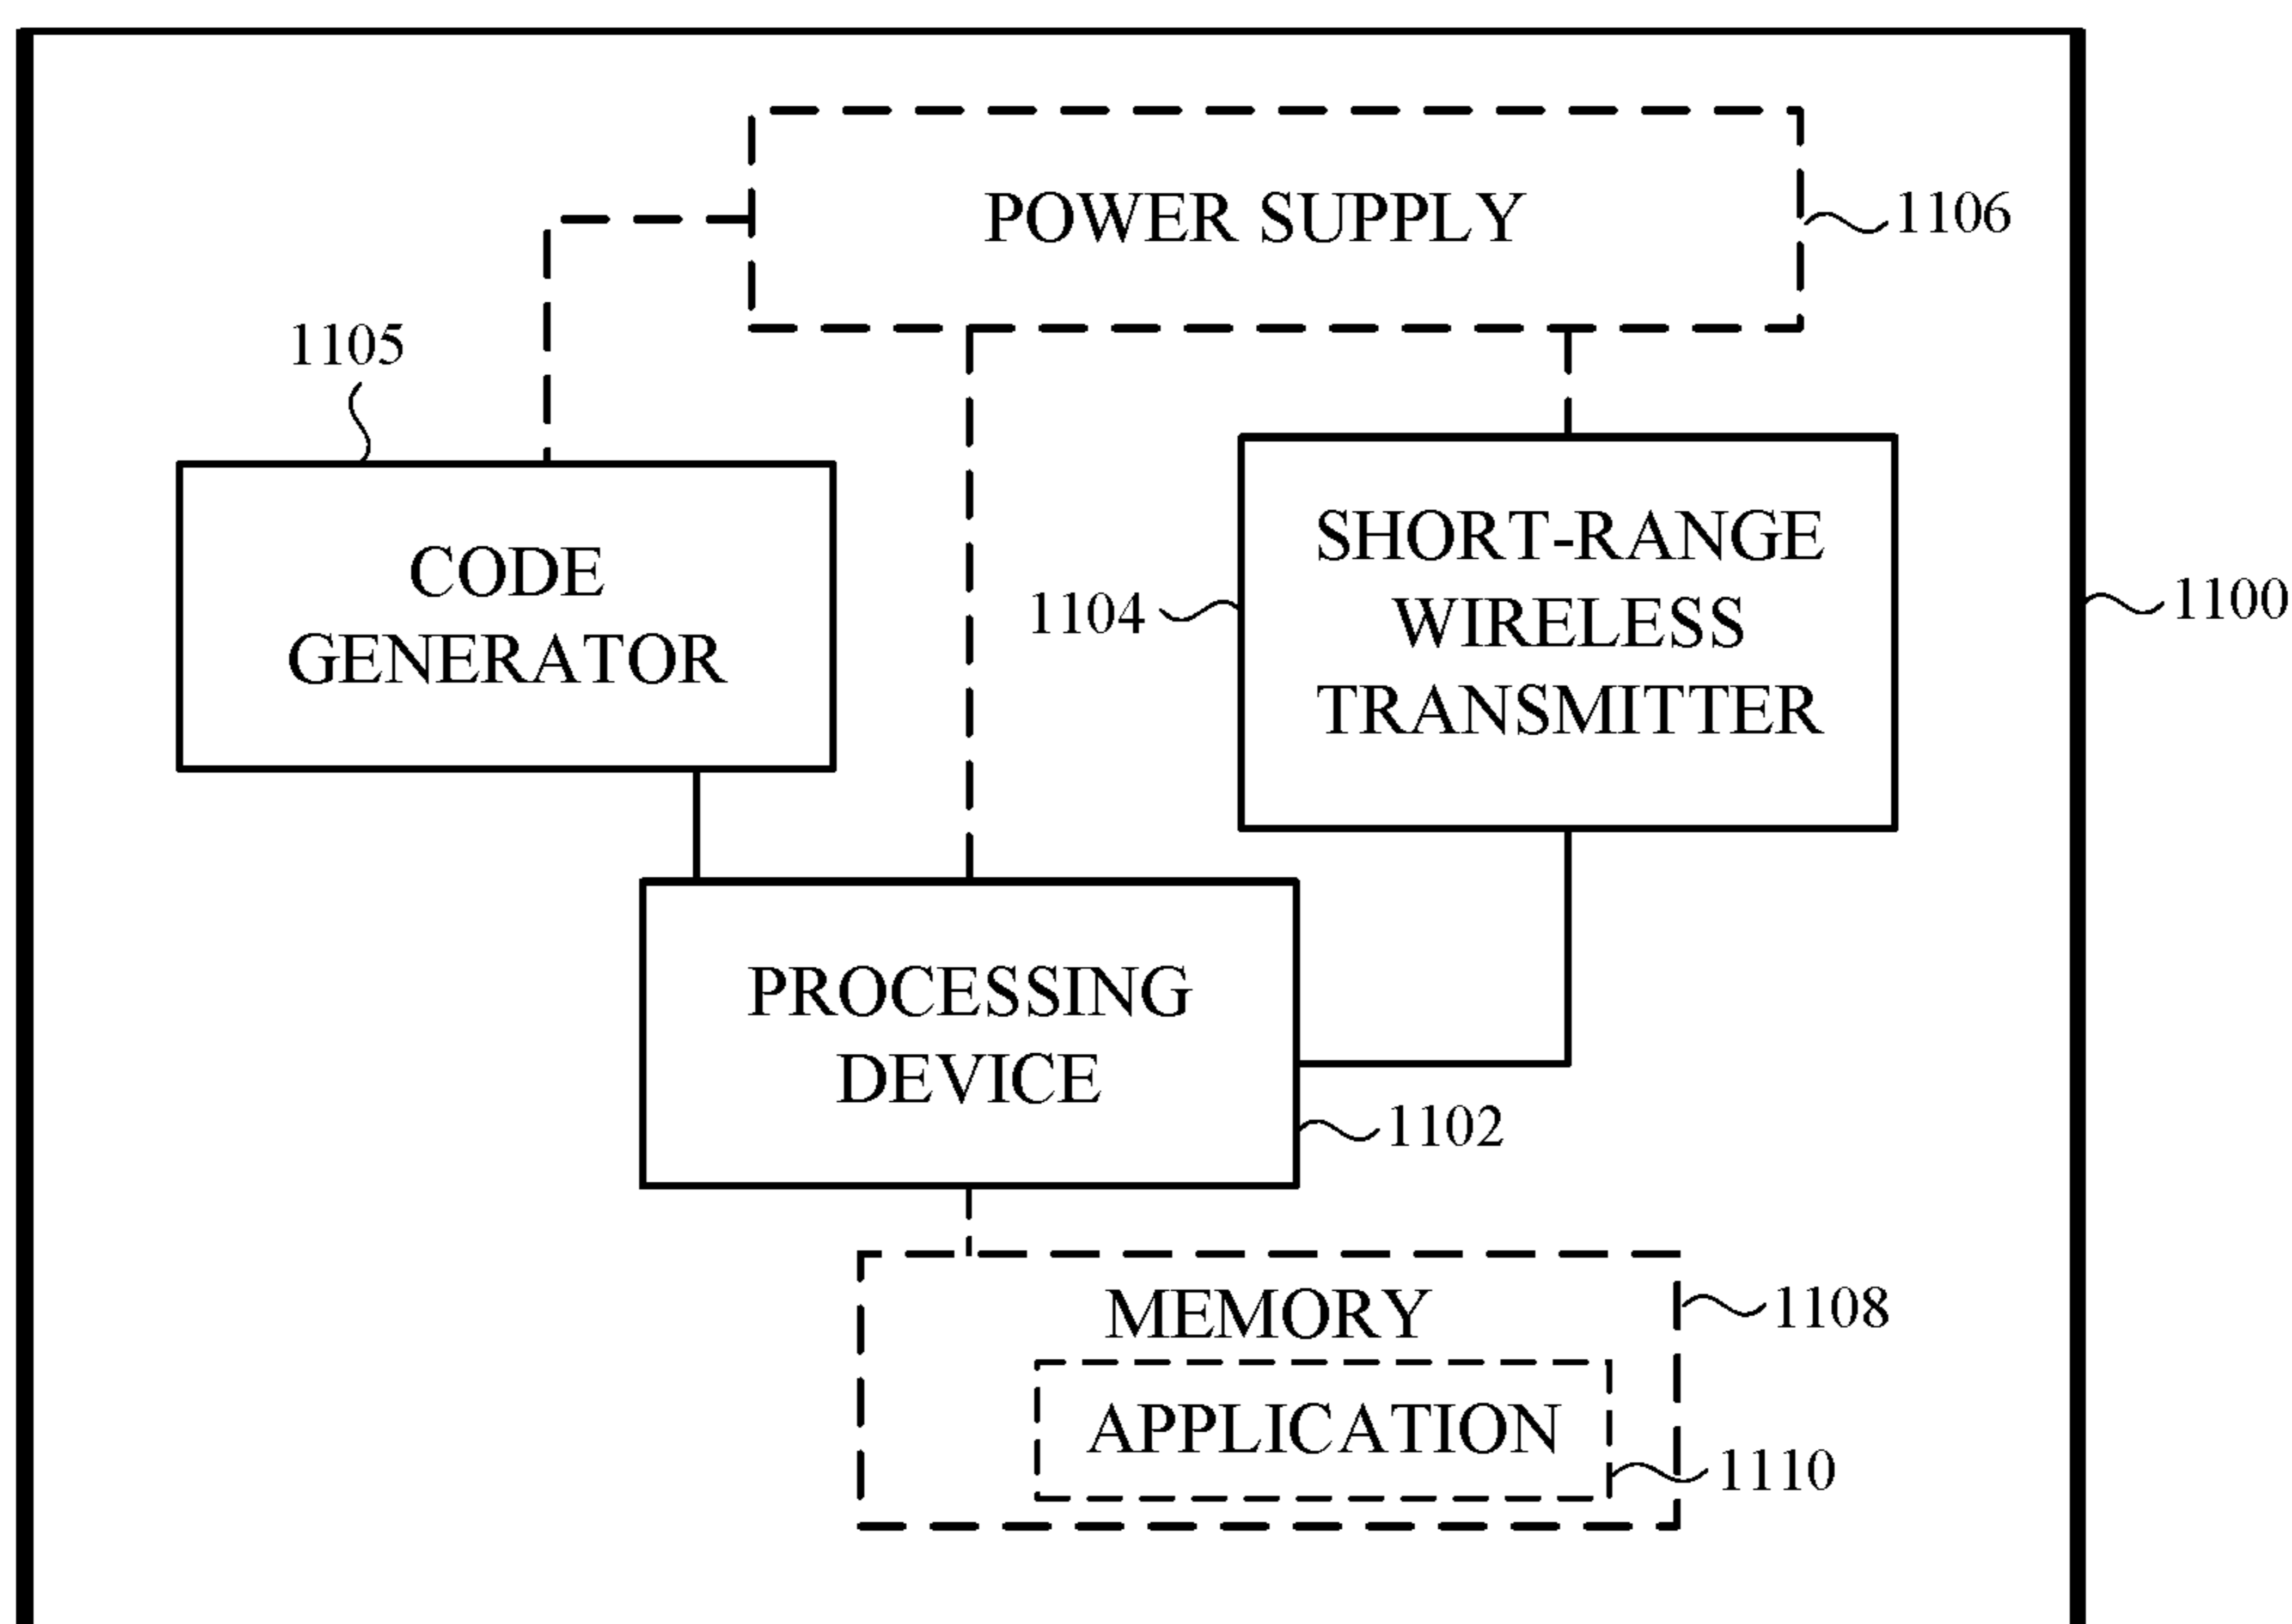 POWER SUPPLY
1106
1105
CODE
GENERATOR
1104
SHORT-RANGE
WIRELESS
TRANSMITTER
1100
PROCESSING
DEVICE
1102
MEMORY
1108
APPLICATION
1110